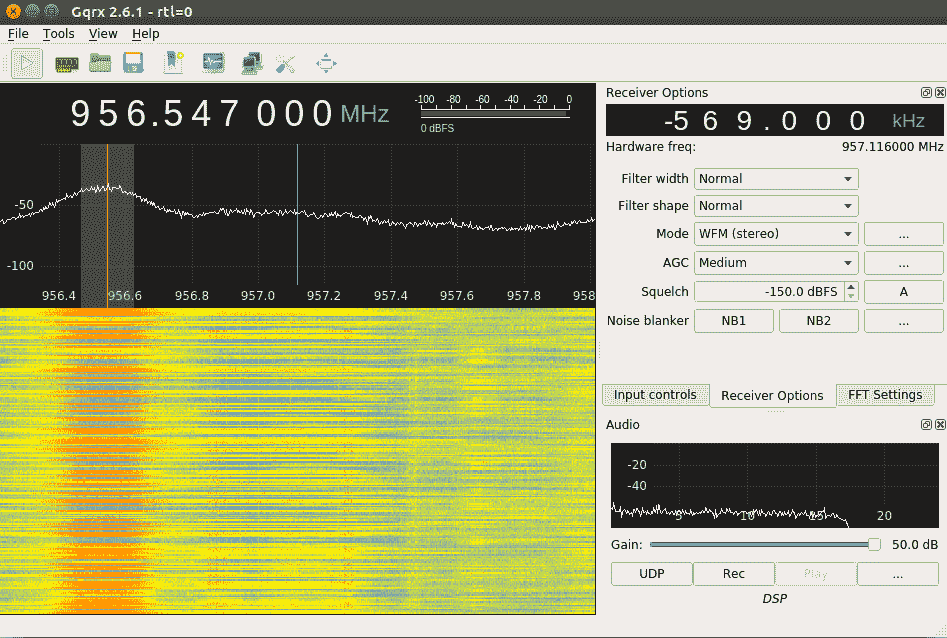 Gqrx 2.6.1 - rtl=0
File Tools View Help
956.547 000 MHz
-100 -80 -60 -40 -20 0
0 dBFS
-50
-100
956.4 956.6 956.8 957.0 957.2 957.4 957.6 957.8 958
Receiver Options
-569.000 kHz
Hardware freq: 957.116000 MHz
Filter width Normal
Filter shape Normal
Mode WFM (stereo) ...
AGC Medium ...
Squelch -150.0 dBFS A
Noise blanker NB1 NB2 ...
Input controls Receiver Options FFT Settings
Audio
-20
-40
5 10 15 20
Gain: 50.0 dB
UDP Rec Play ...
DSP